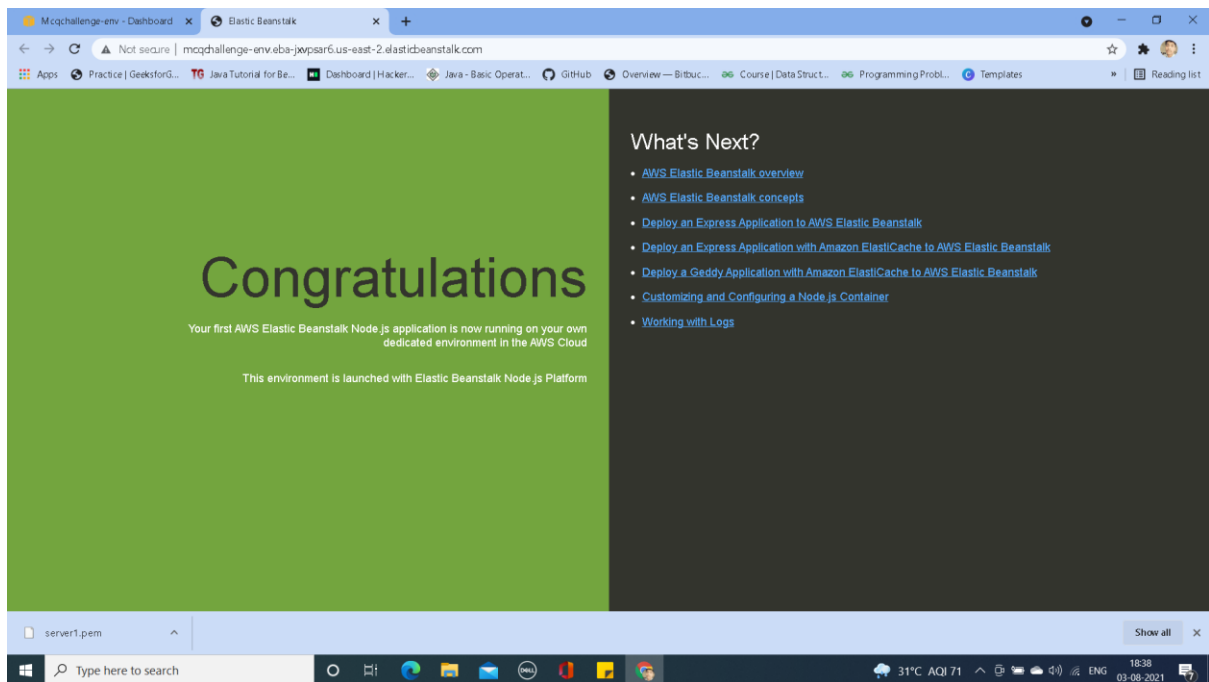 Mcqchallenge-env - Dashboard
Elastic Beanstalk
Not secure | mcqchallenge-env.eba-jxvpsar6.us-east-2.elasticbeanstalk.com
Apps
Practice | GeeksforG...
TG Java Tutorial for Be...
Dashboard | Hacker...
Java - Basic Operat...
GitHub
Overview — Bitbuc...
Course | Data Struct...
Programming Probl...
Templates
»
Reading list
Congratulations
Your first AWS Elastic Beanstalk Node.js application is now running on your own
dedicated environment in the AWS Cloud
This environment is launched with Elastic Beanstalk Node.js Platform
What's Next?
• AWS Elastic Beanstalk overview
• AWS Elastic Beanstalk concepts
• Deploy an Express Application to AWS Elastic Beanstalk
• Deploy an Express Application with Amazon ElastiCache to AWS Elastic Beanstalk
• Deploy a Geddy Application with Amazon ElastiCache to AWS Elastic Beanstalk
• Customizing and Configuring a Node.js Container
• Working with Logs
server1.pem
Show all
Type here to search
DELL
31°C AQI 71
ENG
18:38
03-08-2021
7